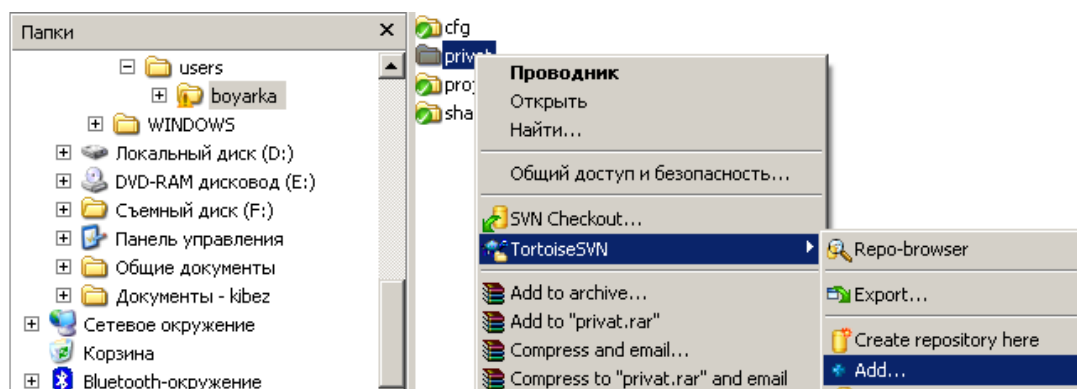 Папки
users
boyarka
WINDOWS
Локальный диск (D:)
DVD-RAM дисковод (E:)
Съемный диск (F:)
Панель управления
Общие документы
Документы - kibez
Сетевое окружение
Корзина
Bluetooth-окружение
cfg
privat
proj
sha
Проводник
Открыть
Найти...
Общий доступ и безопасность...
SVN Checkout...
TortoiseSVN
Add to archive...
Add to "privat.rar"
Compress and email...
Compress to "privat.rar" and email
Repo-browser
Export...
Create repository here
Add...